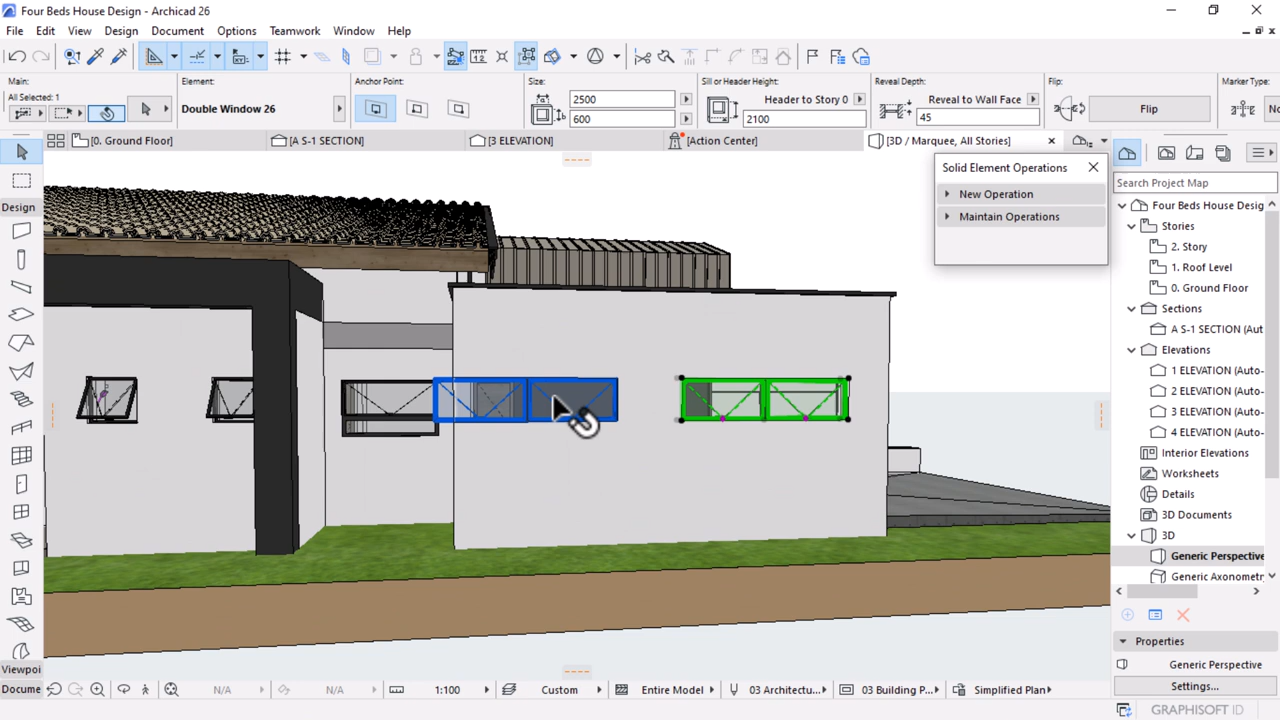 Four Beds House Design - Archicad 26
File Edit View Design Document Options Teamwork Window Help
Main: Element: Anchor Point: Size: Sill or Header Height: Reveal Depth: Flip: Marker Type:
All Selected: 1
Double Window 26
2500
600
Header to Story 0
2100
Reveal to Wall Face
45
Flip
[0. Ground Floor] [A S-1 SECTION] [3 ELEVATION] [Action Center] [3D / Marquee, All Stories]
Design
Solid Element Operations
New Operation
Maintain Operations
Search Project Map
Four Beds House Design
Stories
2. Story
1. Roof Level
0. Ground Floor
Sections
A S-1 SECTION (Aut
Elevations
1 ELEVATION (Auto-
2 ELEVATION (Auto-
3 ELEVATION (Auto-
4 ELEVATION (Auto-
Interior Elevations
Worksheets
Details
3D Documents
3D
Generic Perspective
Generic Axonometr
Properties
Generic Perspective
Settings...
Viewpoi
Docume
N/A N/A 1:100 Custom Entire Model 03 Architectu... 03 Building P... Simplified Plan
GRAPHISOFT ID